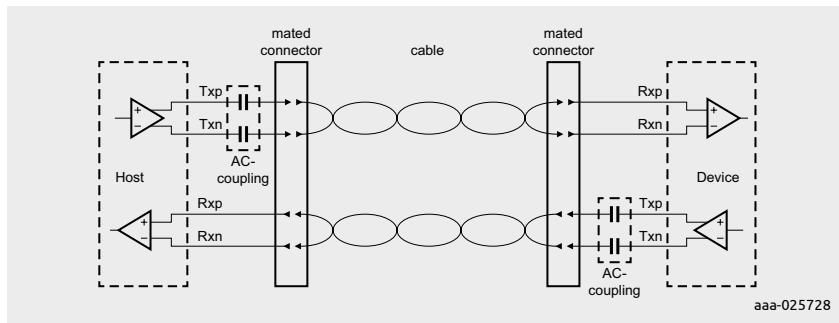 mated
connector
cable
mated
connector
Txp
Txn
AC-
coupling
Host
Rxp
Rxn
Rxp
Rxn
Device
Txp
Txn
AC-
coupling
aaa-025728